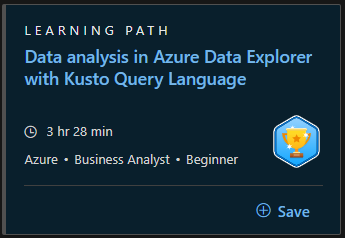 LEARNING PATH
Data analysis in Azure Data Explorer
with Kusto Query Language
3 hr 28 min
Azure • Business Analyst • Beginner
Save